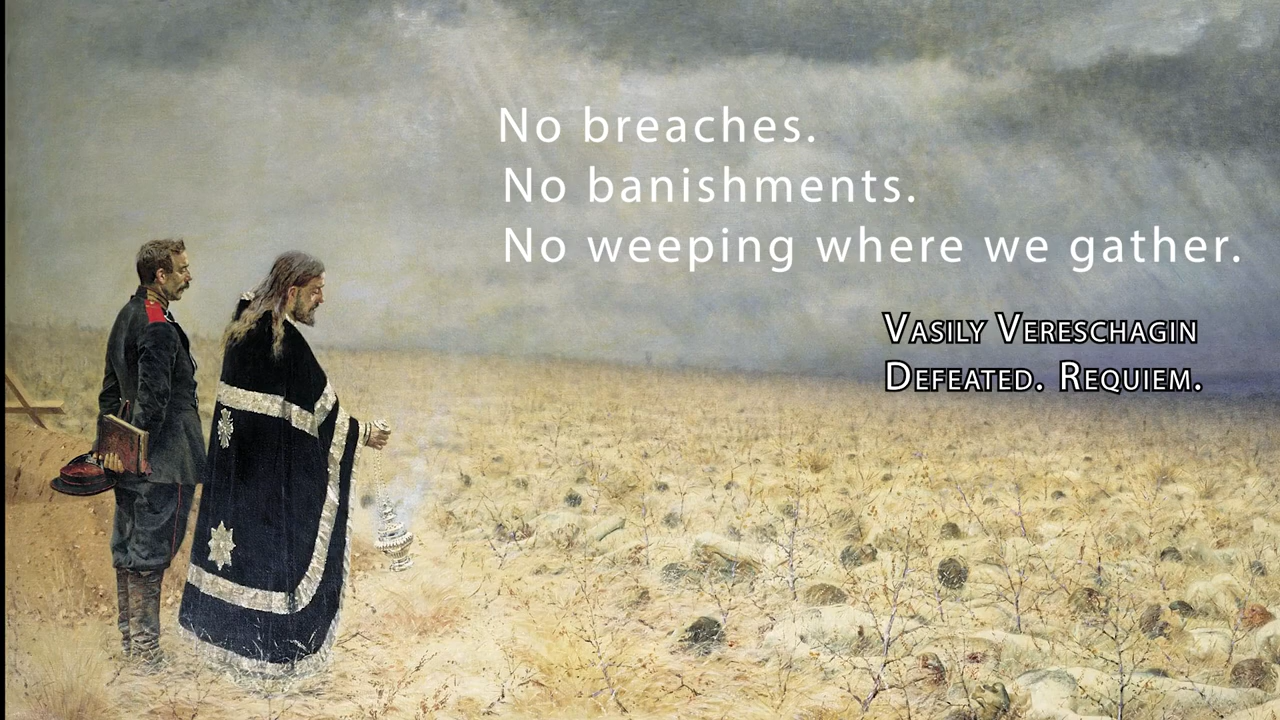 No breaches.
No banishments.
No weeping where we gather.
Vasily Vereschagin
Defeated. Requiem.